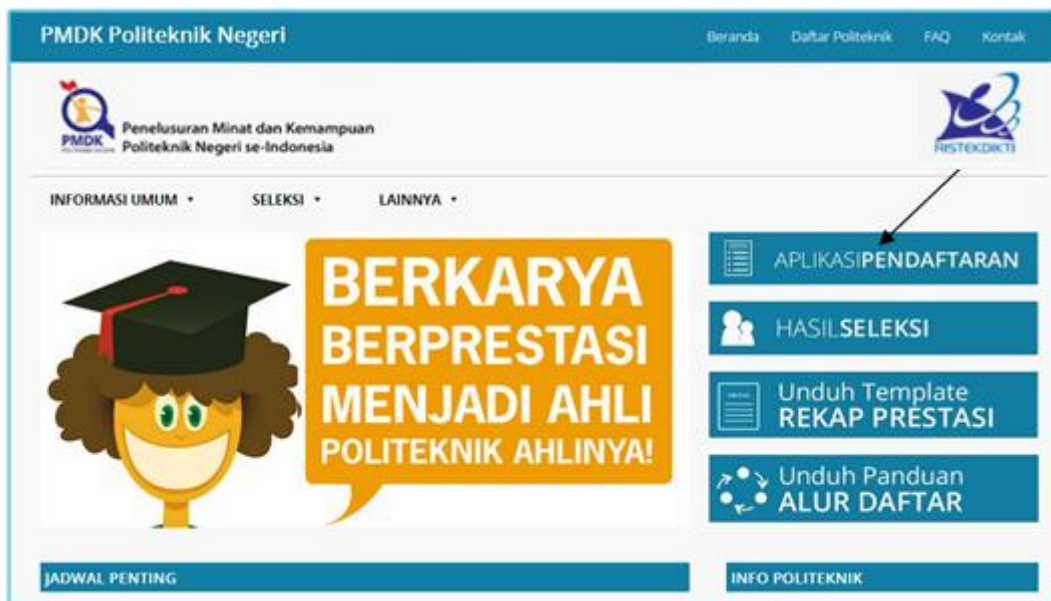 PMDK Politeknik Negeri
Beranda Daftar Politeknik FAQ Kontak
PMDK
Penelusuran Minat dan Kemampuan
Politeknik Negeri se-Indonesia
RISTEKDIKTI
INFORMASI UMUM SELEKSI LAINNYA
BERKARYA
BERPRESTASI
MENJADI AHLI
POLITEKNIK AHLINYA!
APLIKASIPENDAFTARAN
HASILSELEKSI
Unduh Template
REKAP PRESTASI
Unduh Panduan
ALUR DAFTAR
JADWAL PENTING
INFO POLITEKNIK